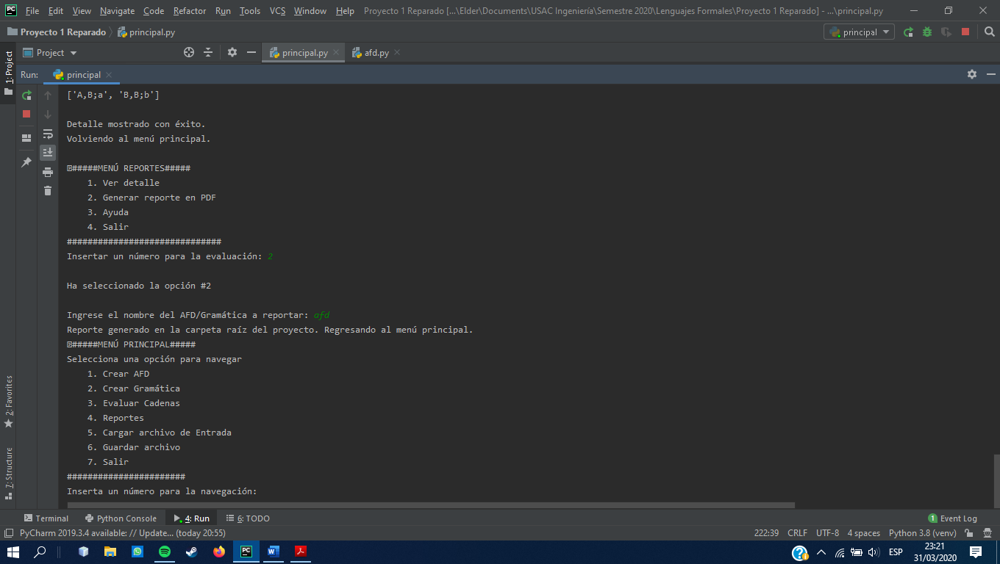 PC File Edit View Navigate Code Refactor Run Tools VCS Window Help Proyecto 1 Reparado [...\Elder\Documents\USAC Ingeniería\Semestre 2020\Lenguajes Formales\Proyecto 1 Reparado] - ...\principal.py
Proyecto 1 Reparado principal.py principal
1: Project
Project principal.py afd.py
Run: principal
['A,B;a', 'B,B;b']
Detalle mostrado con éxito.
Volviendo al menú principal.
#####MENÚ REPORTES#####
1. Ver detalle
2. Generar reporte en PDF
3. Ayuda
4. Salir
##############################
Insertar un número para la evaluación: 2
Ha seleccionado la opción #2
Ingrese el nombre del AFD/Gramática a reportar: afd
Reporte generado en la carpeta raíz del proyecto. Regresando al menú principal.
#####MENÚ PRINCIPAL#####
Selecciona una opción para navegar
1. Crear AFD
2. Crear Gramática
3. Evaluar Cadenas
4. Reportes
5. Cargar archivo de Entrada
6. Guardar archivo
7. Salir
#######################
Inserta un número para la navegación:
2: Favorites
7: Structure
Terminal Python Console 4: Run 6: TODO 1 Event Log
PyCharm 2019.3.4 available: // Update... (today 20:55) 222:39 CRLF UTF-8 4 spaces Python 3.8 (venv)
PC W ESP 23:21
31/03/2020